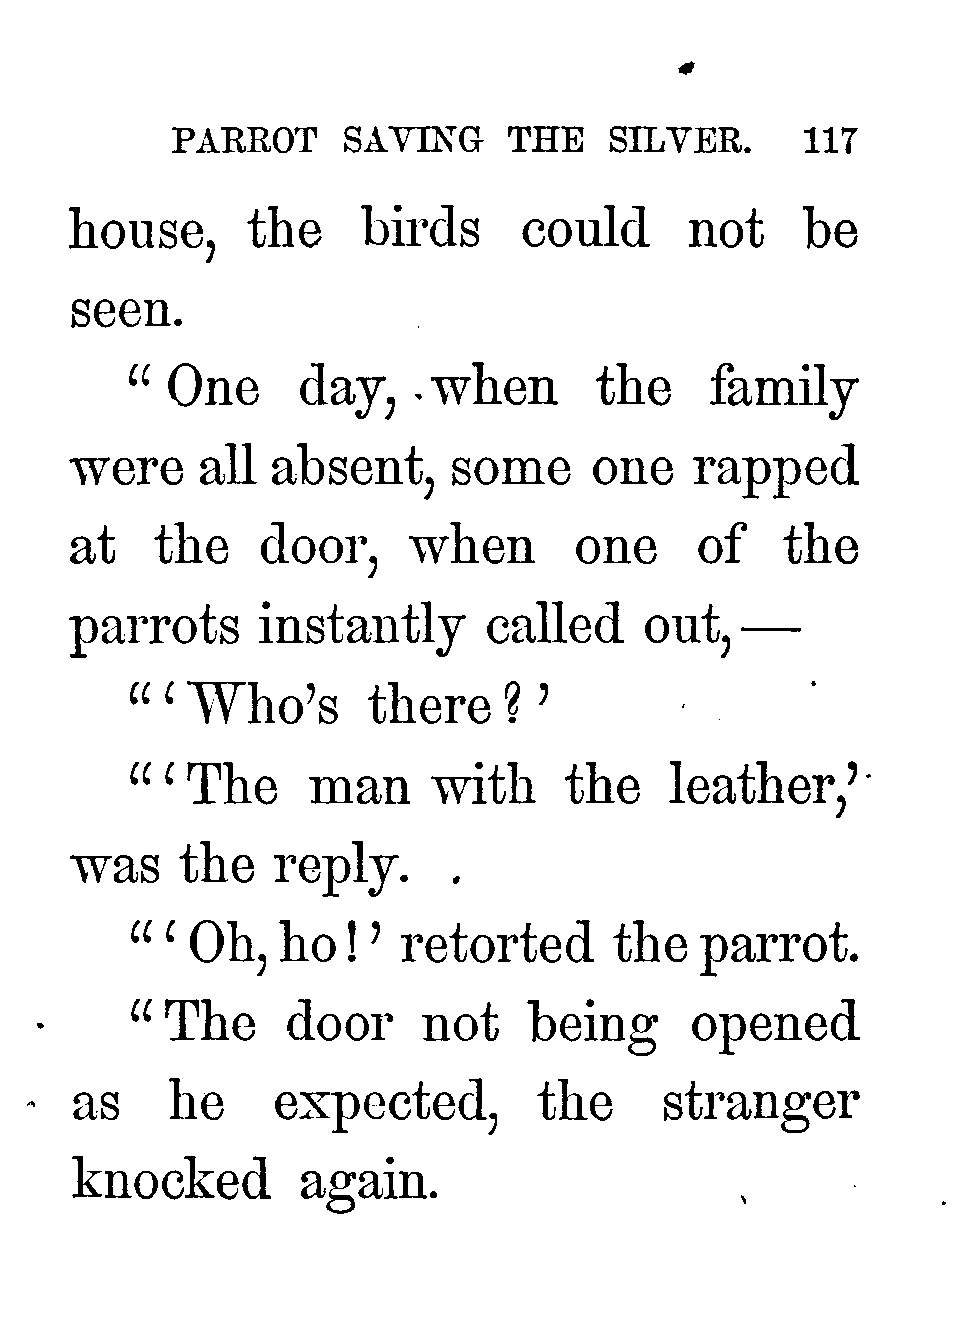 PARROT SAVING THE SILVER. 117
house, the birds could not be
seen.
“One day, when the family
were all absent, some one rapped
at the door, when one of the
parrots instantly called out,—
“‘Who’s there?’
“‘The man with the leather,’
was the reply.
“‘Oh, ho!’ retorted the parrot.
“The door not being opened
as he expected, the stranger
knocked again.